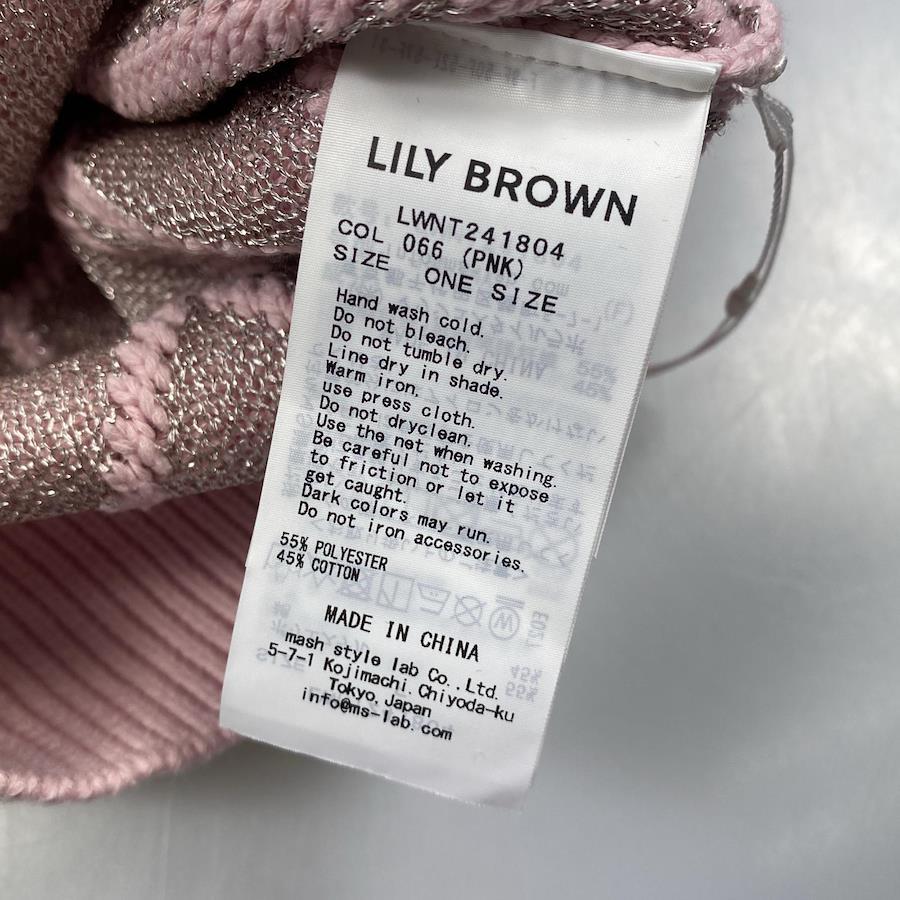 LILY BROWN
LWNT241804
COL 066 (PNK)
SIZE ONE SIZE
Hand wash cold.
Do not bleach.
Do not tumble dry.
Line dry in shade.
Warm iron,
use press cloth.
Do not dryclean.
Use the net when washing.
Be careful not to expose
to friction or let it
get caught.
Dark colors may run.
Do not iron accessories.
55% POLYESTER
45% COTTON
MADE IN CHINA
mash style lab Co.,Ltd.
5-7-1 Kojimachi.Chiyoda-ku
Tokyo.Japan
info@ms-lab.com